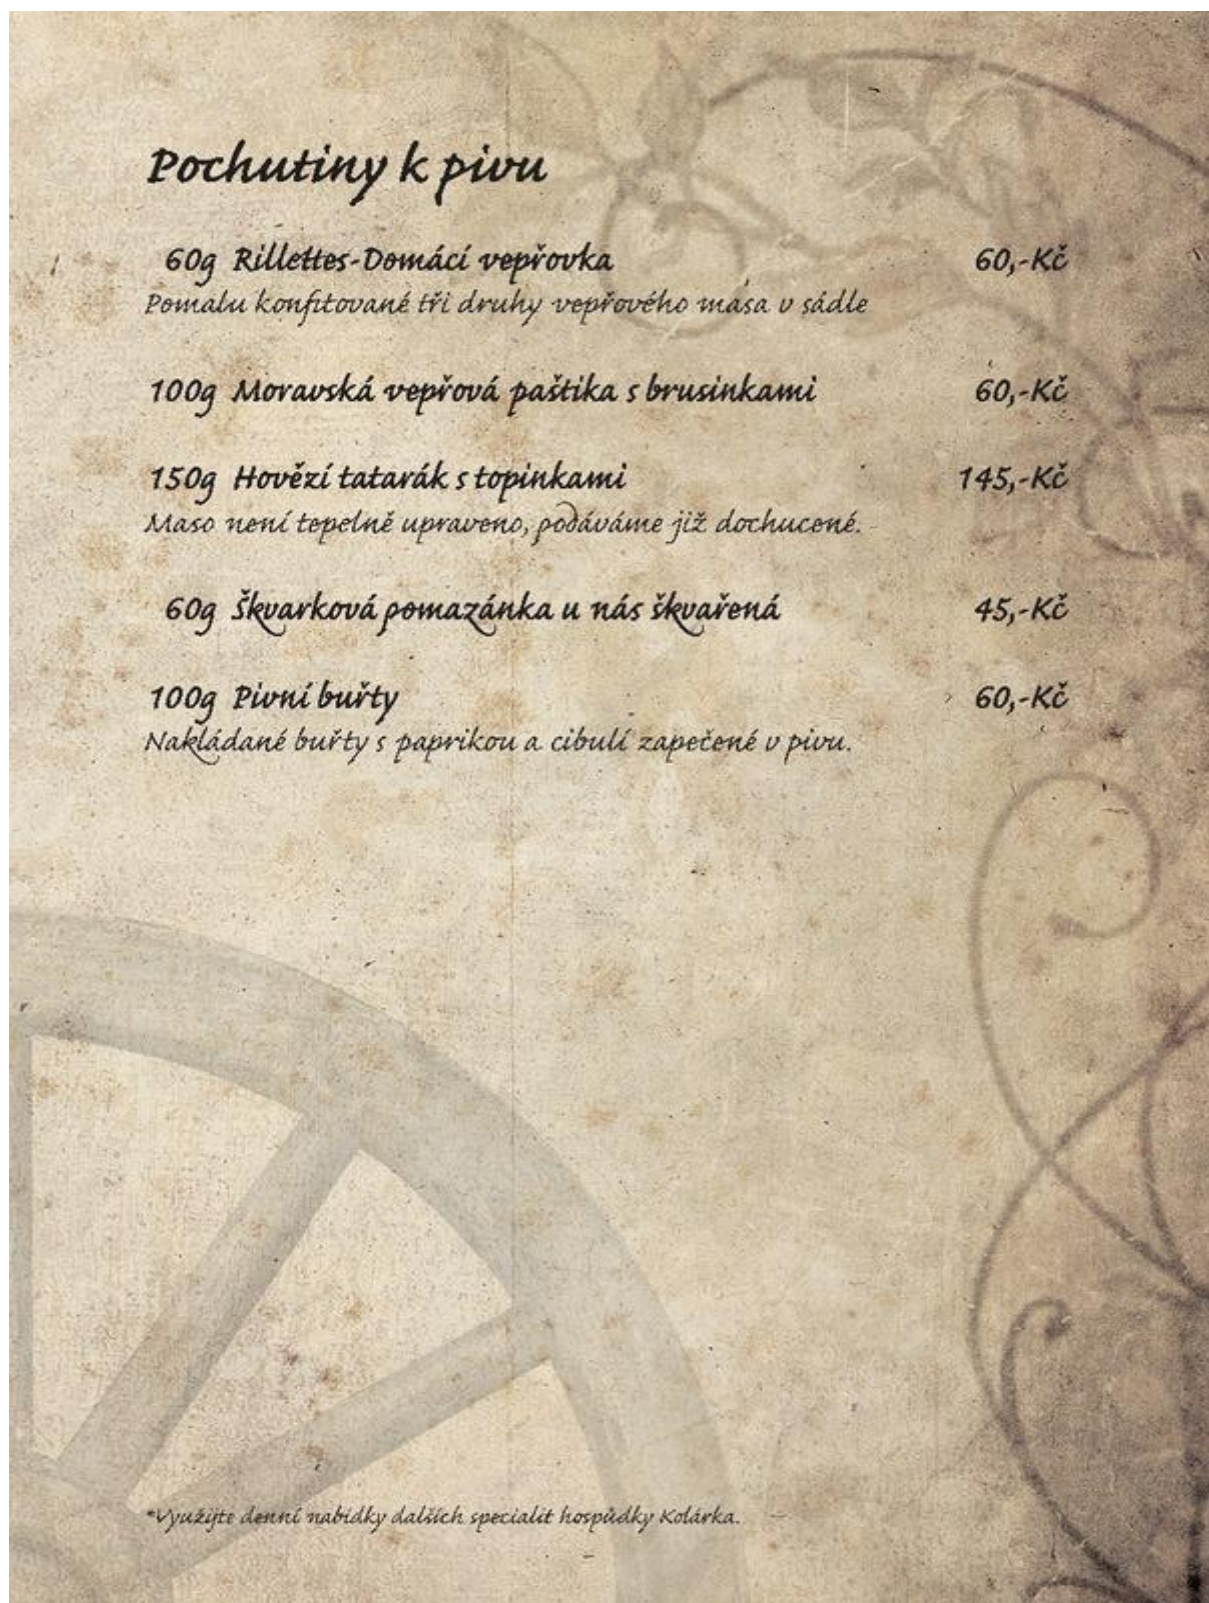 Pochutiny k pivu
60g Rillettes-Domácí vepřovka 60,-Kč
Pomalu konfitované tři druhy vepřového masa v sádle
100g Moravská vepřová paštika s brusinkami 60,-Kč
150g Hovězí tatarák s topinkami 145,-Kč
Maso není tepelně upraveno, podáváme již dochucené.
60g Škvarková pomazánka u nás škvařená 45,-Kč
100g Pivní buřty 60,-Kč
Nakládané buřty s paprikou a cibulí zapečené v pivu.
*Využijte denní nabídky dalších specialit hospůdky Kolárka.